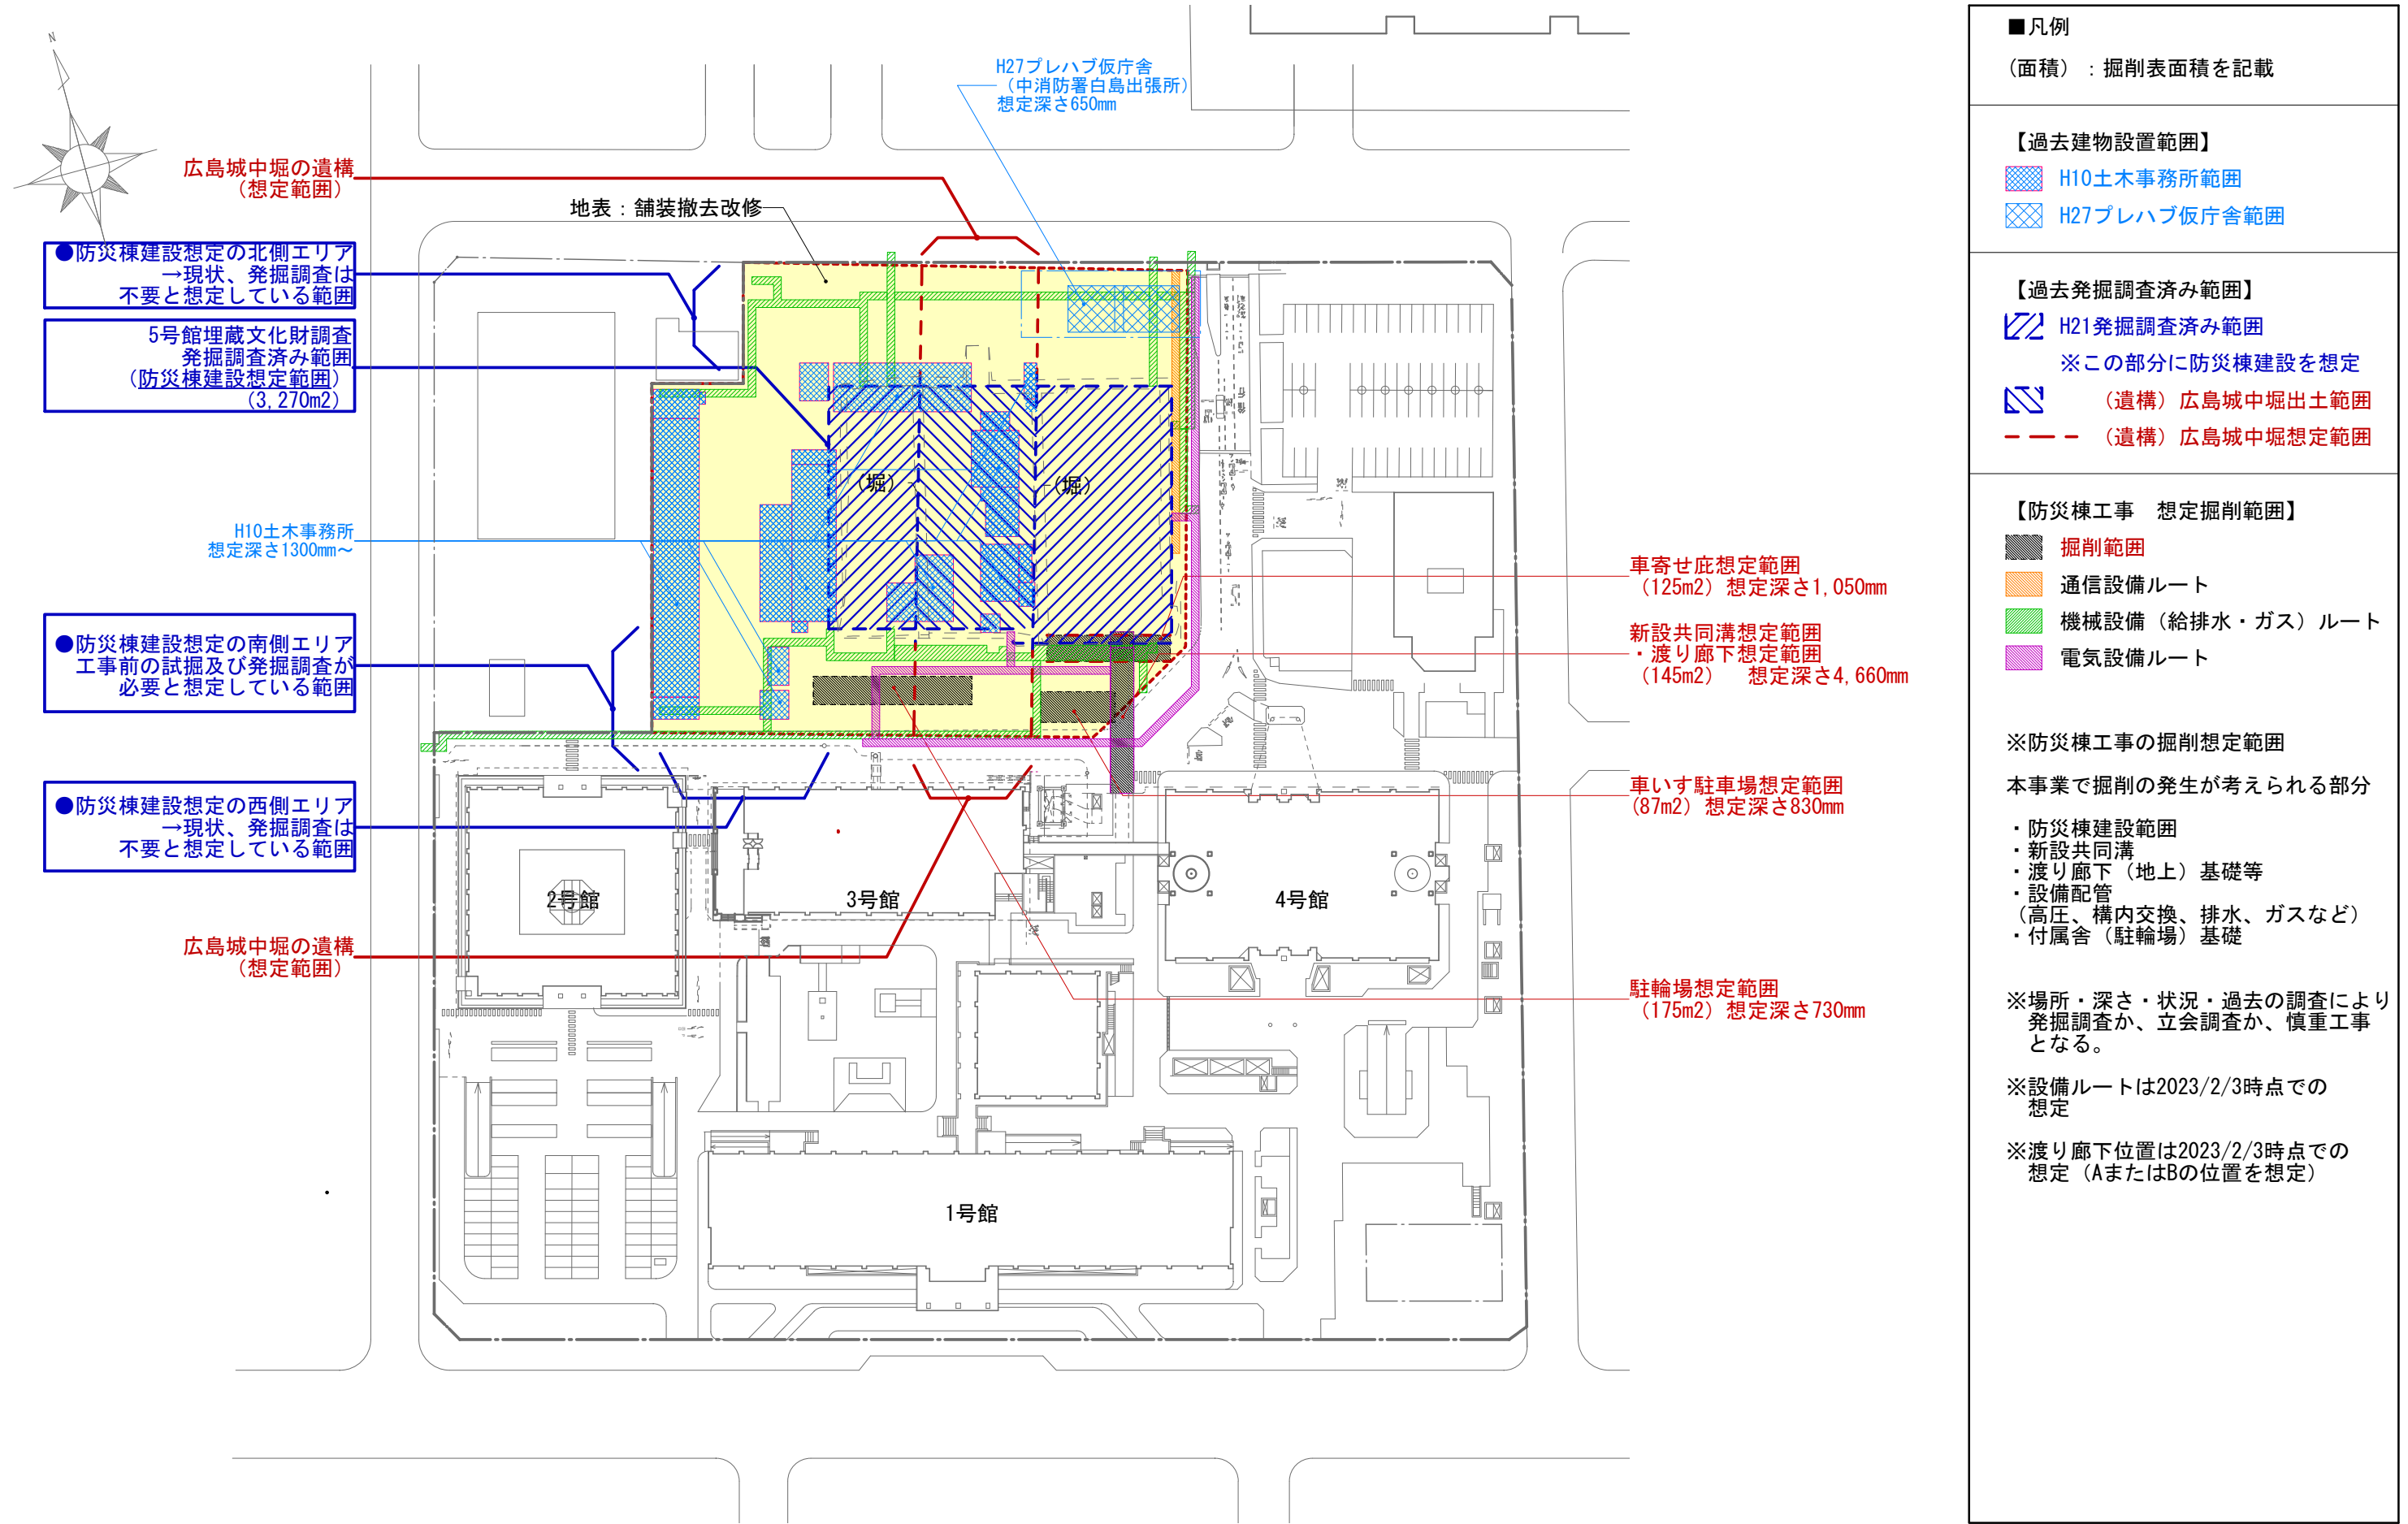 N
H27プレハブ仮庁舎
(中消防署白島出張所)
想定深さ650mm
広島城中堀の遺構
(想定範囲)
地表:舗装撤去改修
●防災棟建設想定の北側エリア
→現状、発掘調査は
不要と想定している範囲
5号館埋蔵文化財調査
発掘調査済み範囲
(防災棟建設想定範囲)
(3,270m2)
(堀)
(堀)
H10土木事務所
想定深さ1300mm~
●防災棟建設想定の南側エリア
工事前の試掘及び発掘調査が
必要と想定している範囲
●防災棟建設想定の西側エリア
→現状、発掘調査は
不要と想定している範囲
広島城中堀の遺構
(想定範囲)
車寄せ庇想定範囲
(125m2)想定深さ1,050mm
新設共同溝想定範囲
・渡り廊下想定範囲
(145m2) 想定深さ4,660mm
車いす駐車場想定範囲
(87m2)想定深さ830mm
駐輪場想定範囲
(175m2)想定深さ730mm
2号館
3号館
4号館
1号館
■凡例
(面積):掘削表面積を記載
【過去建物設置範囲】
H10土木事務所範囲
H27プレハブ仮庁舎範囲
【過去発掘調査済み範囲】
H21発掘調査済み範囲
※この部分に防災棟建設を想定
(遺構)広島城中堀出土範囲
(遺構)広島城中堀想定範囲
【防災棟工事 想定掘削範囲】
掘削範囲
通信設備ルート
機械設備(給排水・ガス)ルート
電気設備ルート
※防災棟工事の掘削想定範囲
本事業で掘削の発生が考えられる部分
・防災棟建設範囲
・新設共同溝
・渡り廊下(地上)基礎等
・設備配管
(高圧、構内交換、排水、ガスなど)
・付属舎(駐輪場)基礎
※場所・深さ・状況・過去の調査により
発掘調査か、立会調査か、慎重工事
となる。
※設備ルートは2023/2/3時点での
想定
※渡り廊下位置は2023/2/3時点での
想定(AまたはBの位置を想定)